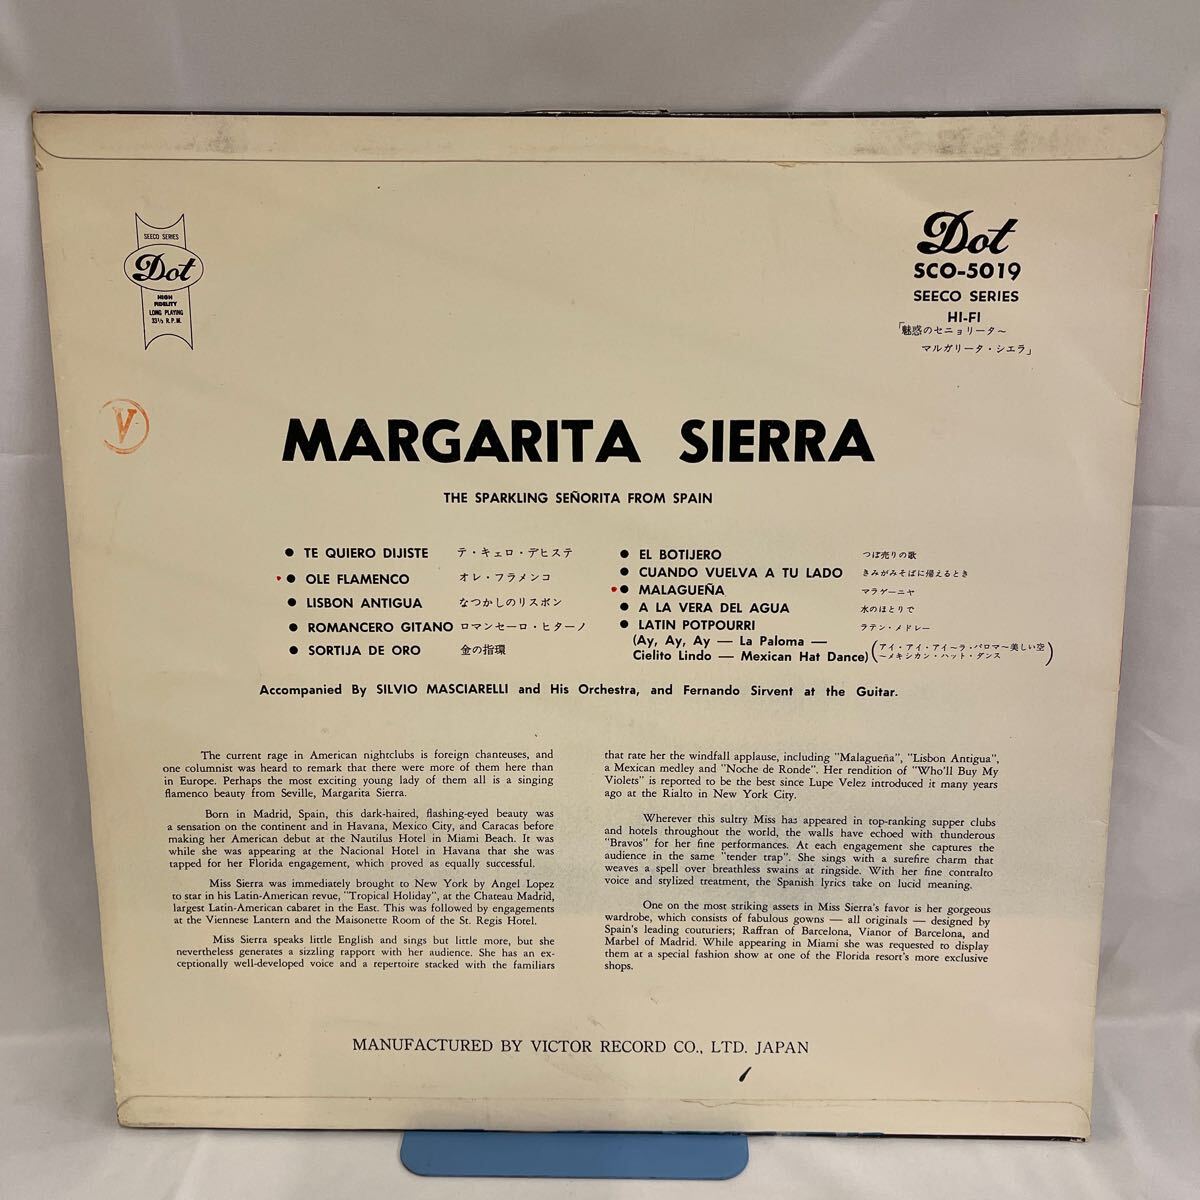 SEECO SERIES
Dot
HIGH
FIDELITY
LONG PLAYING
33⅓ R.P.M.
Dot
SCO-5019
SEECO SERIES
HI-FI
「魅惑のセニョリータ〜
マルガリータ・シエラ」
V
MARGARITA SIERRA
THE SPARKLING SEÑORITA FROM SPAIN
● TE QUIERO DIJISTE テ・キェロ・デヒステ
● OLE FLAMENCO オレ・フラメンコ
● LISBON ANTIGUA なつかしのリスボン
● ROMANCERO GITANO ロマンセーロ・ヒターノ
● SORTIJA DE ORO 金の指環
● EL BOTIJERO つぼ売りの歌
● CUANDO VUELVA A TU LADO きみがみそばに帰えるとき
● MALAGUEÑA マラゲーニヤ
● A LA VERA DEL AGUA 水のほとりで
● LATIN POTPOURRI ラテン・メドレー
(Ay, Ay, Ay — La Paloma —
Cielito Lindo — Mexican Hat Dance)
(アイ・アイ・アイ〜ラ・パロマ〜美しい空
〜メキシカン・ハット・ダンス)
Accompanied By SILVIO MASCIARELLI and His Orchestra, and Fernando Sirvent at the Guitar.
The current rage in American nightclubs is foreign chanteuses, and
one columnist was heard to remark that there were more of them here than
in Europe. Perhaps the most exciting young lady of them all is a singing
flamenco beauty from Seville, Margarita Sierra.
Born in Madrid, Spain, this dark-haired, flashing-eyed beauty was
a sensation on the continent and in Havana, Mexico City, and Caracas before
making her American debut at the Nautilus Hotel in Miami Beach. It was
while she was appearing at the Nacional Hotel in Havana that she was
tapped for her Florida engagement, which proved as equally successful.
Miss Sierra was immediately brought to New York by Angel Lopez
to star in his Latin-American revue, "Tropical Holiday", at the Chateau Madrid,
largest Latin-American cabaret in the East. This was followed by engagements
at the Viennese Lantern and the Maisonette Room of the St. Regis Hotel.
Miss Sierra speaks little English and sings but little more, but she
nevertheless generates a sizzling rapport with her audience. She has an ex-
ceptionally well-developed voice and a repertoire stacked with the familiars
that rate her the windfall applause, including "Malagueña", "Lisbon Antigua",
a Mexican medley and "Noche de Ronde". Her rendition of "Who'll Buy My
Violets" is reported to be the best since Lupe Velez introduced it many years
ago at the Rialto in New York City.
Wherever this sultry Miss has appeared in top-ranking supper clubs
and hotels throughout the world, the walls have echoed with thunderous
"Bravos" for her fine performances. At each engagement she captures the
audience in the same "tender trap". She sings with a surefire charm that
weaves a spell over breathless swains at ringside. With her fine contralto
voice and stylized treatment, the Spanish lyrics take on lucid meaning.
One on the most striking assets in Miss Sierra's favor is her gorgeous
wardrobe, which consists of fabulous gowns — all originals — designed by
Spain's leading couturiers; Raffran of Barcelona, Vianor of Barcelona, and
Marbel of Madrid. While appearing in Miami she was requested to display
them at a special fashion show at one of the Florida resort's more exclusive
shops.
MANUFACTURED BY VICTOR RECORD CO., LTD. JAPAN